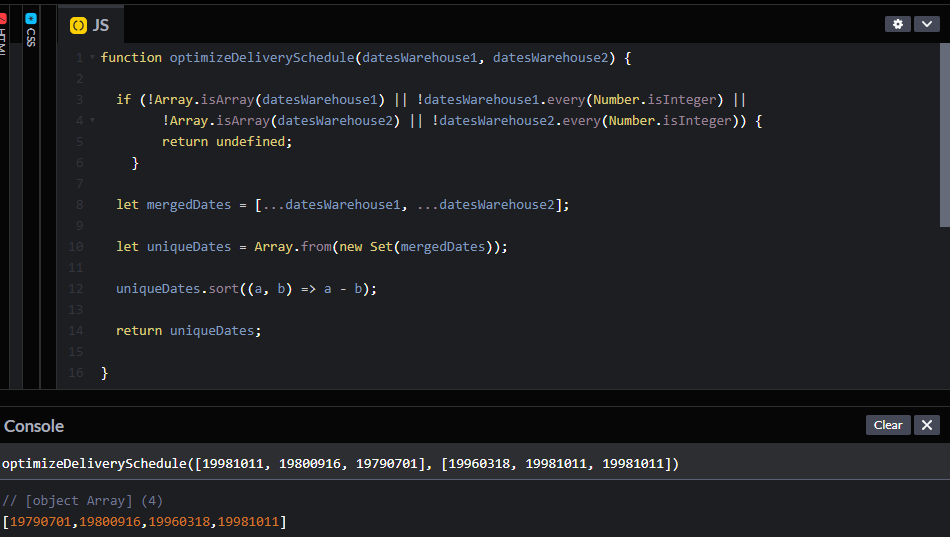 HTML
CSS
JS
1 function optimizeDeliverySchedule(datesWarehouse1, datesWarehouse2) {
2
3 if (!Array.isArray(datesWarehouse1) || !datesWarehouse1.every(Number.isInteger) ||
4 !Array.isArray(datesWarehouse2) || !datesWarehouse2.every(Number.isInteger)) {
5 return undefined;
6 }
7
8 let mergedDates = [...datesWarehouse1, ...datesWarehouse2];
9
10 let uniqueDates = Array.from(new Set(mergedDates));
11
12 uniqueDates.sort((a, b) => a - b);
13
14 return uniqueDates;
15
16 }
Console
Clear
optimizeDeliverySchedule([19981011, 19800916, 19790701], [19960318, 19981011, 19981011])
// [object Array] (4)
[19790701,19800916,19960318,19981011]